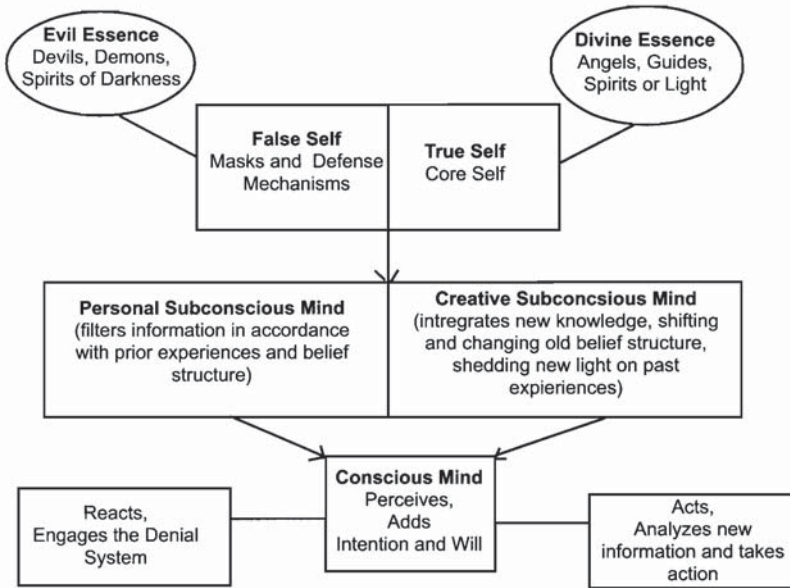 Evil Essence
Devils, Demons,
Spirits of Darkness
Divine Essence
Angels, Guides,
Spirits or Light
False Self
Masks and Defense
Mechanisms
True Self
Core Self
Personal Subconscious Mind
(filters information in accordance
with prior experiences and belief
structure)
Creative Subconcsious Mind
(intregrates new knowledge, shifting
and changing old belief structure,
shedding new light on past
expieriences)
Conscious Mind
Perceives,
Adds
Intention and Will
Reacts,
Engages the Denial
System
Acts,
Analyzes new
information and takes
action